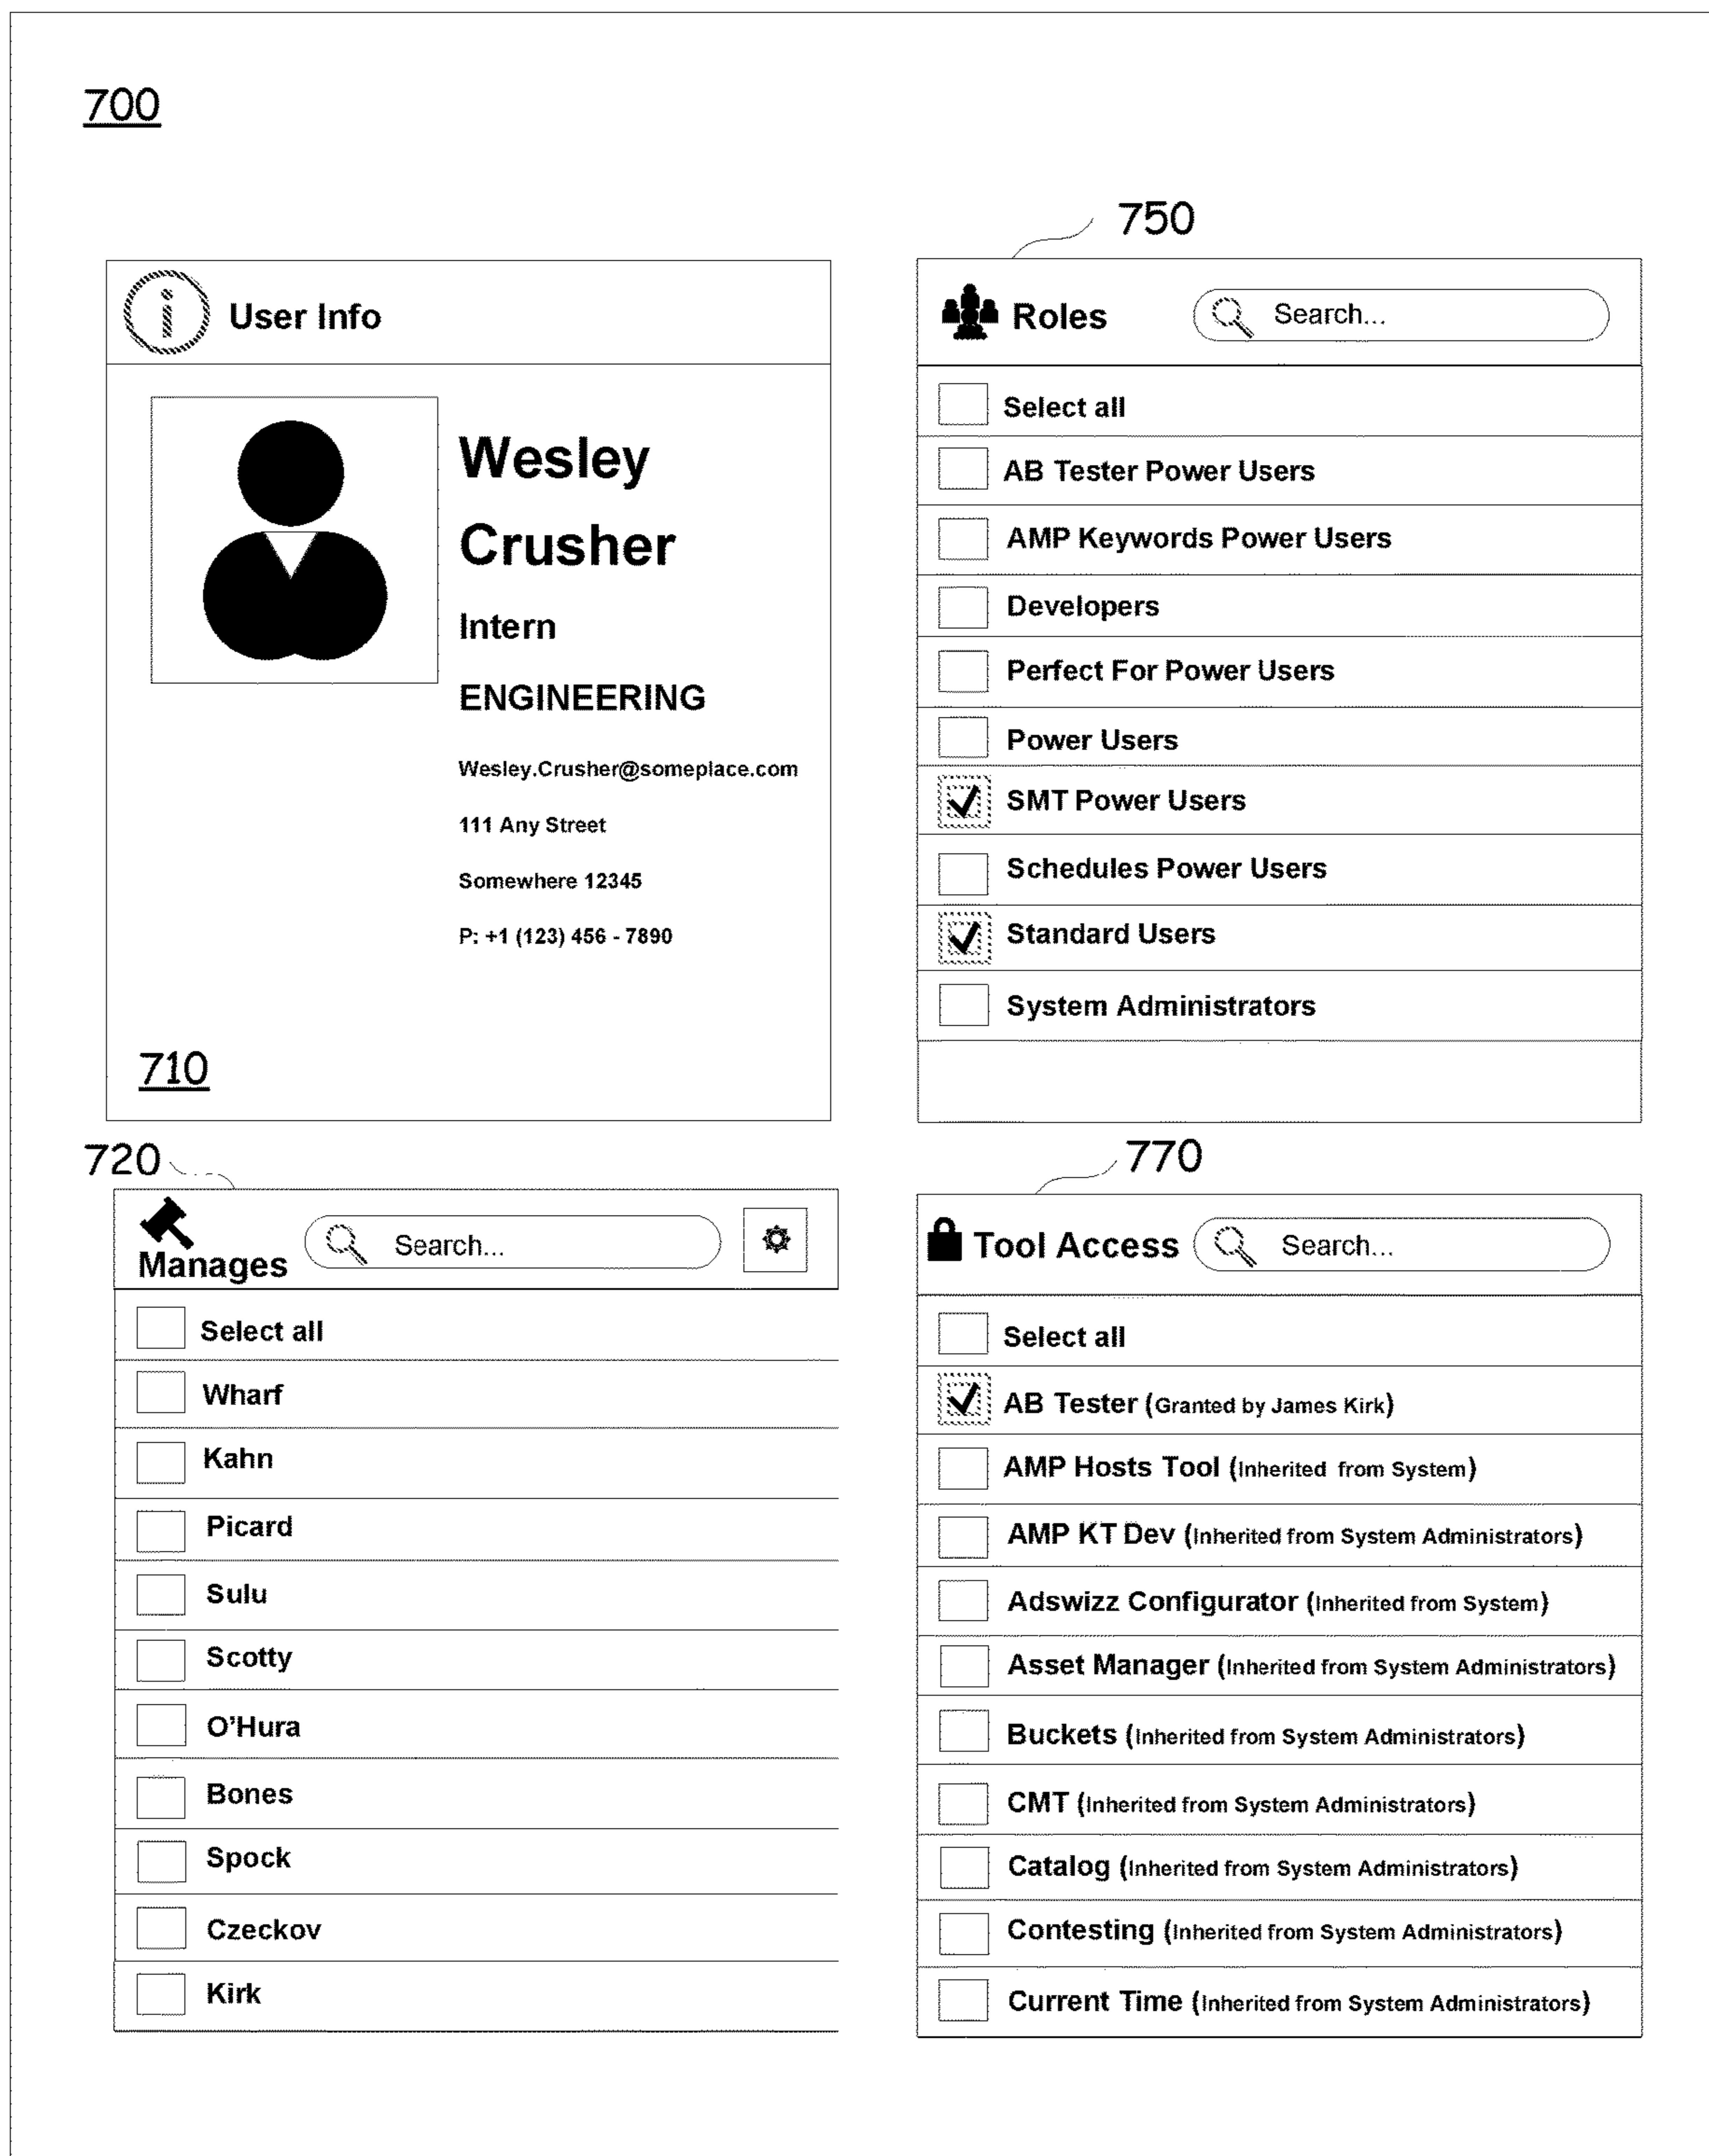 700
750
User Info
Wesley
Crusher
Intern
ENGINEERING
Wesley.Crusher@someplace.com
111 Any Street
Somewhere 12345
P: +1 (123) 456 - 7890
710
Roles
Search...
Select all
AB Tester Power Users
AMP Keywords Power Users
Developers
Perfect For Power Users
Power Users
SMT Power Users
Schedules Power Users
Standard Users
System Administrators
720
Manages
Search...
Select all
Wharf
Kahn
Picard
Sulu
Scotty
O'Hura
Bones
Spock
Czeckov
Kirk
770
Tool Access
Search...
Select all
AB Tester (Granted by James Kirk)
AMP Hosts Tool (Inherited from System)
AMP KT Dev (Inherited from System Administrators)
Adswizz Configurator (Inherited from System)
Asset Manager (Inherited from System Administrators)
Buckets (Inherited from System Administrators)
CMT (Inherited from System Administrators)
Catalog (Inherited from System Administrators)
Contesting (Inherited from System Administrators)
Current Time (Inherited from System Administrators)